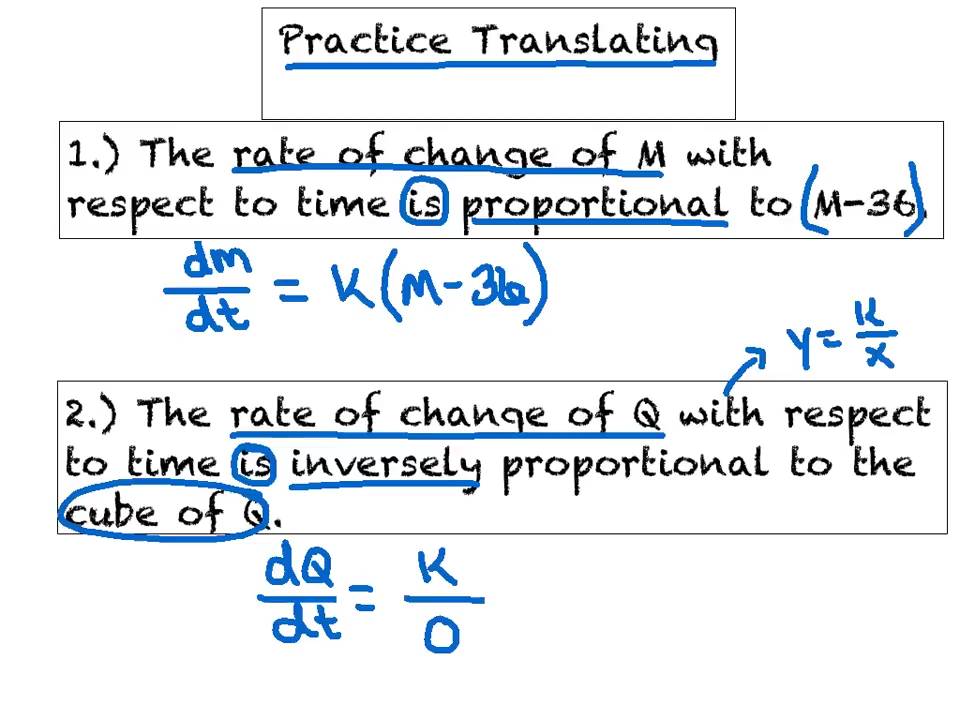 Practice Translating
1.) The rate of change of M with
respect to time is proportional to (M-36).
dm
dt
= K(M-36)
y = K
x
2.) The rate of change of Q with respect
to time is inversely proportional to the
cube of Q.
dQ
dt
= K
O